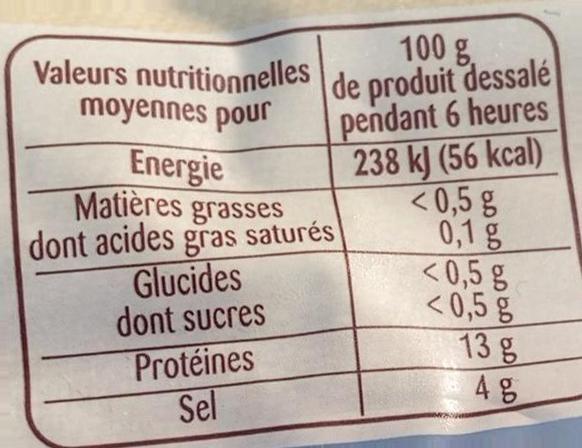 Valeurs nutritionnelles
moyennes pour
100 g
de produit dessalé
pendant 6 heures
Energie
238 kJ (56 kcal)
Matières grasses
<0,5 g
dont acides gras saturés
0,1 g
Glucides
<0,5 g
dont sucres
<0,5 g
Protéines
13 g
Sel
4 g